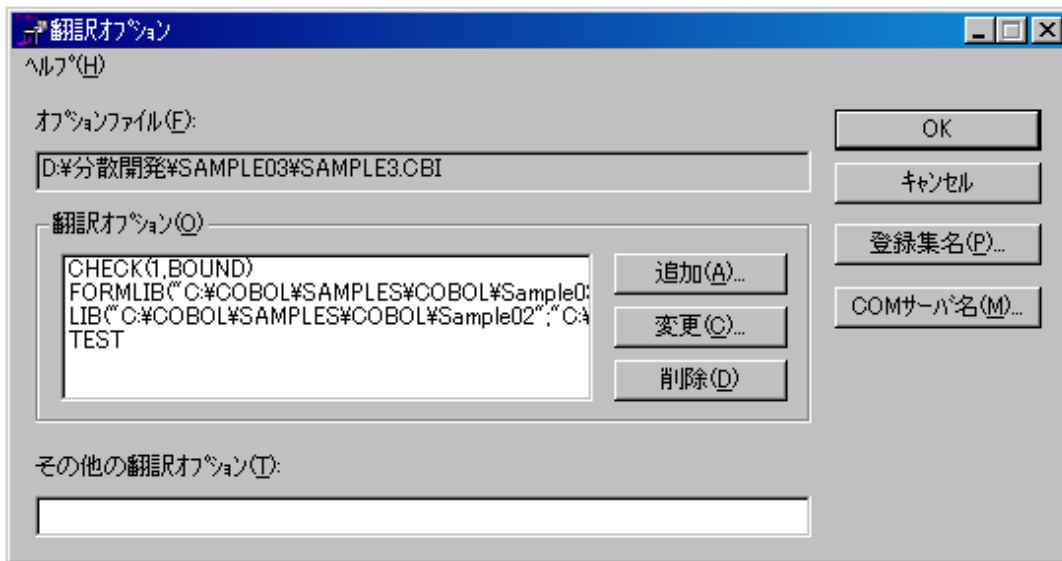 翻訳オプション
ヘルプ(H)
オプションファイル(F):
D:¥分散開発¥SAMPLE03¥SAMPLE3.CBI
翻訳オプション(O)
CHECK(1,BOUND)
FORMLIB("C:¥COBOL¥SAMPLES¥COBOL¥Sample0
LIB("C:¥COBOL¥SAMPLES¥COBOL¥Sample02";"C:¥
TEST
追加(A)...
変更(C)...
削除(D)
その他の翻訳オプション(T):
OK
キャンセル
登録集名(P)...
COMサーバ名(M)...